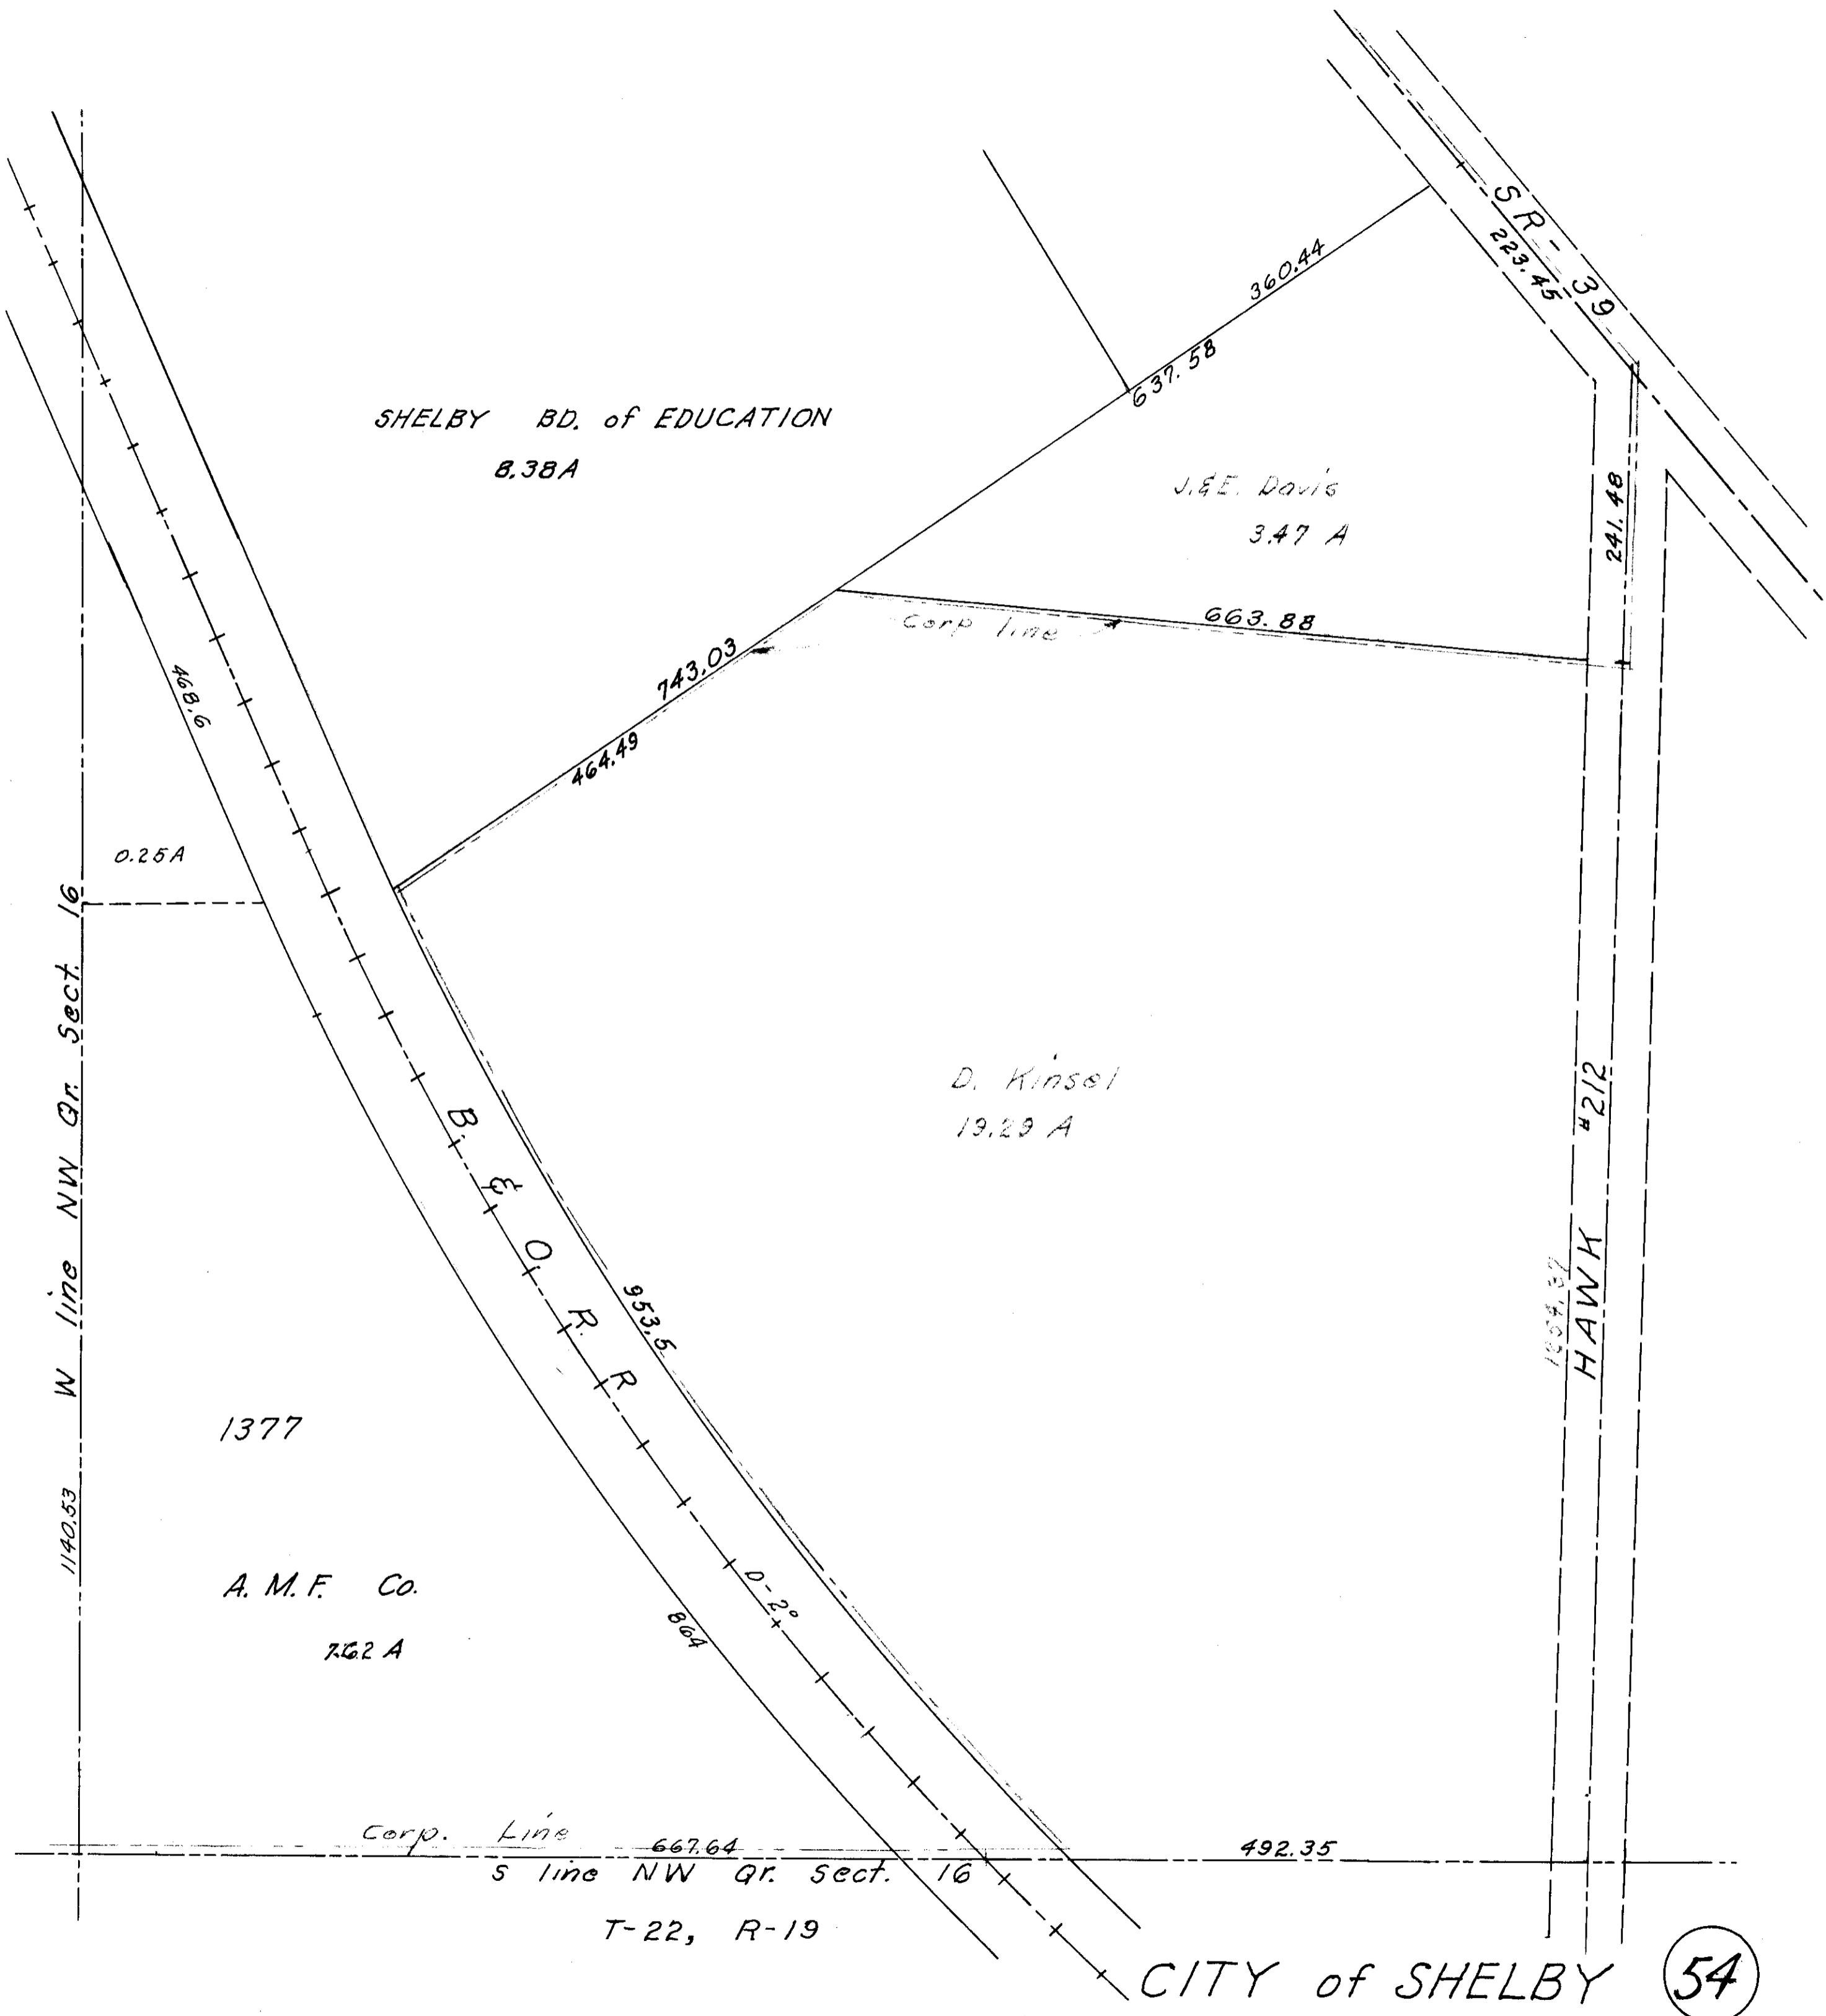 SR-39
223.45
360.44
637.58
SHELBY BD. of EDUCATION
8.38A
J.&E. Davis
3.47 A
241.48
Corp line
663.88
743.03
464.49
468.6
0.25A
W line NW Qr. Sect. 16
1140.53
D. Kinsel
19.29 A
B. & O. R. R
953.5
HAWK #212
1377
A. M. F. Co.
7.62 A
D-2°
864
Corp. Line
667.64
492.35
S line NW Qr. Sect. 16
T-22, R-19
CITY of SHELBY 54